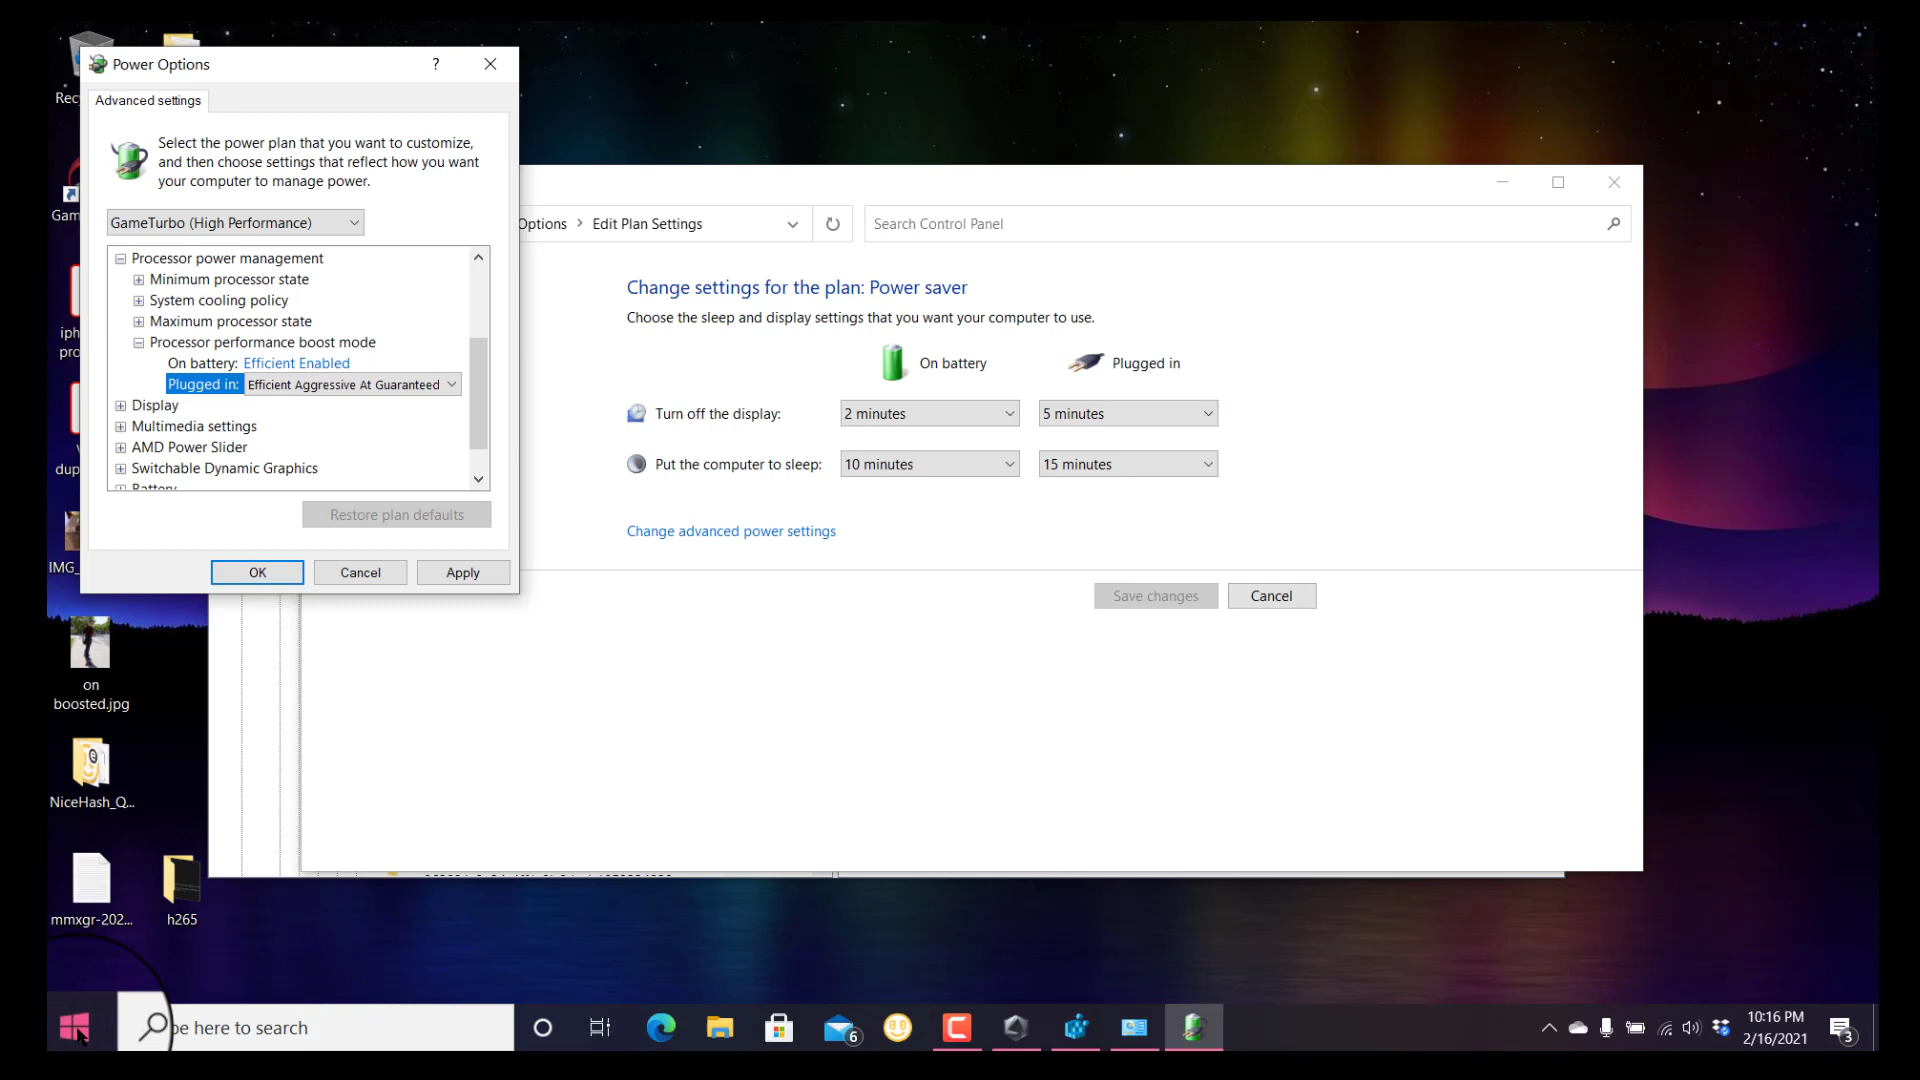 Power Options
?
Advanced settings
Select the power plan that you want to customize,
and then choose settings that reflect how you want
your computer to manage power.
GameTurbo (High Performance)
Processor power management
Minimum processor state
System cooling policy
Maximum processor state
Processor performance boost mode
On battery: Efficient Enabled
Plugged in: Efficient Aggressive At Guaranteed
Display
Multimedia settings
AMD Power Slider
Switchable Dynamic Graphics
Battery
Restore plan defaults
OK
Cancel
Apply
Options > Edit Plan Settings
Search Control Panel
Change settings for the plan: Power saver
Choose the sleep and display settings that you want your computer to use.
On battery
Plugged in
Turn off the display:
2 minutes
5 minutes
Put the computer to sleep:
10 minutes
15 minutes
Change advanced power settings
Save changes
Cancel
Rec
Gam
iph
pro
dup
IMG_
on
boosted.jpg
NiceHash_Q...
mmxgr-202...
h265
pe here to search
6
10:16 PM
2/16/2021
3